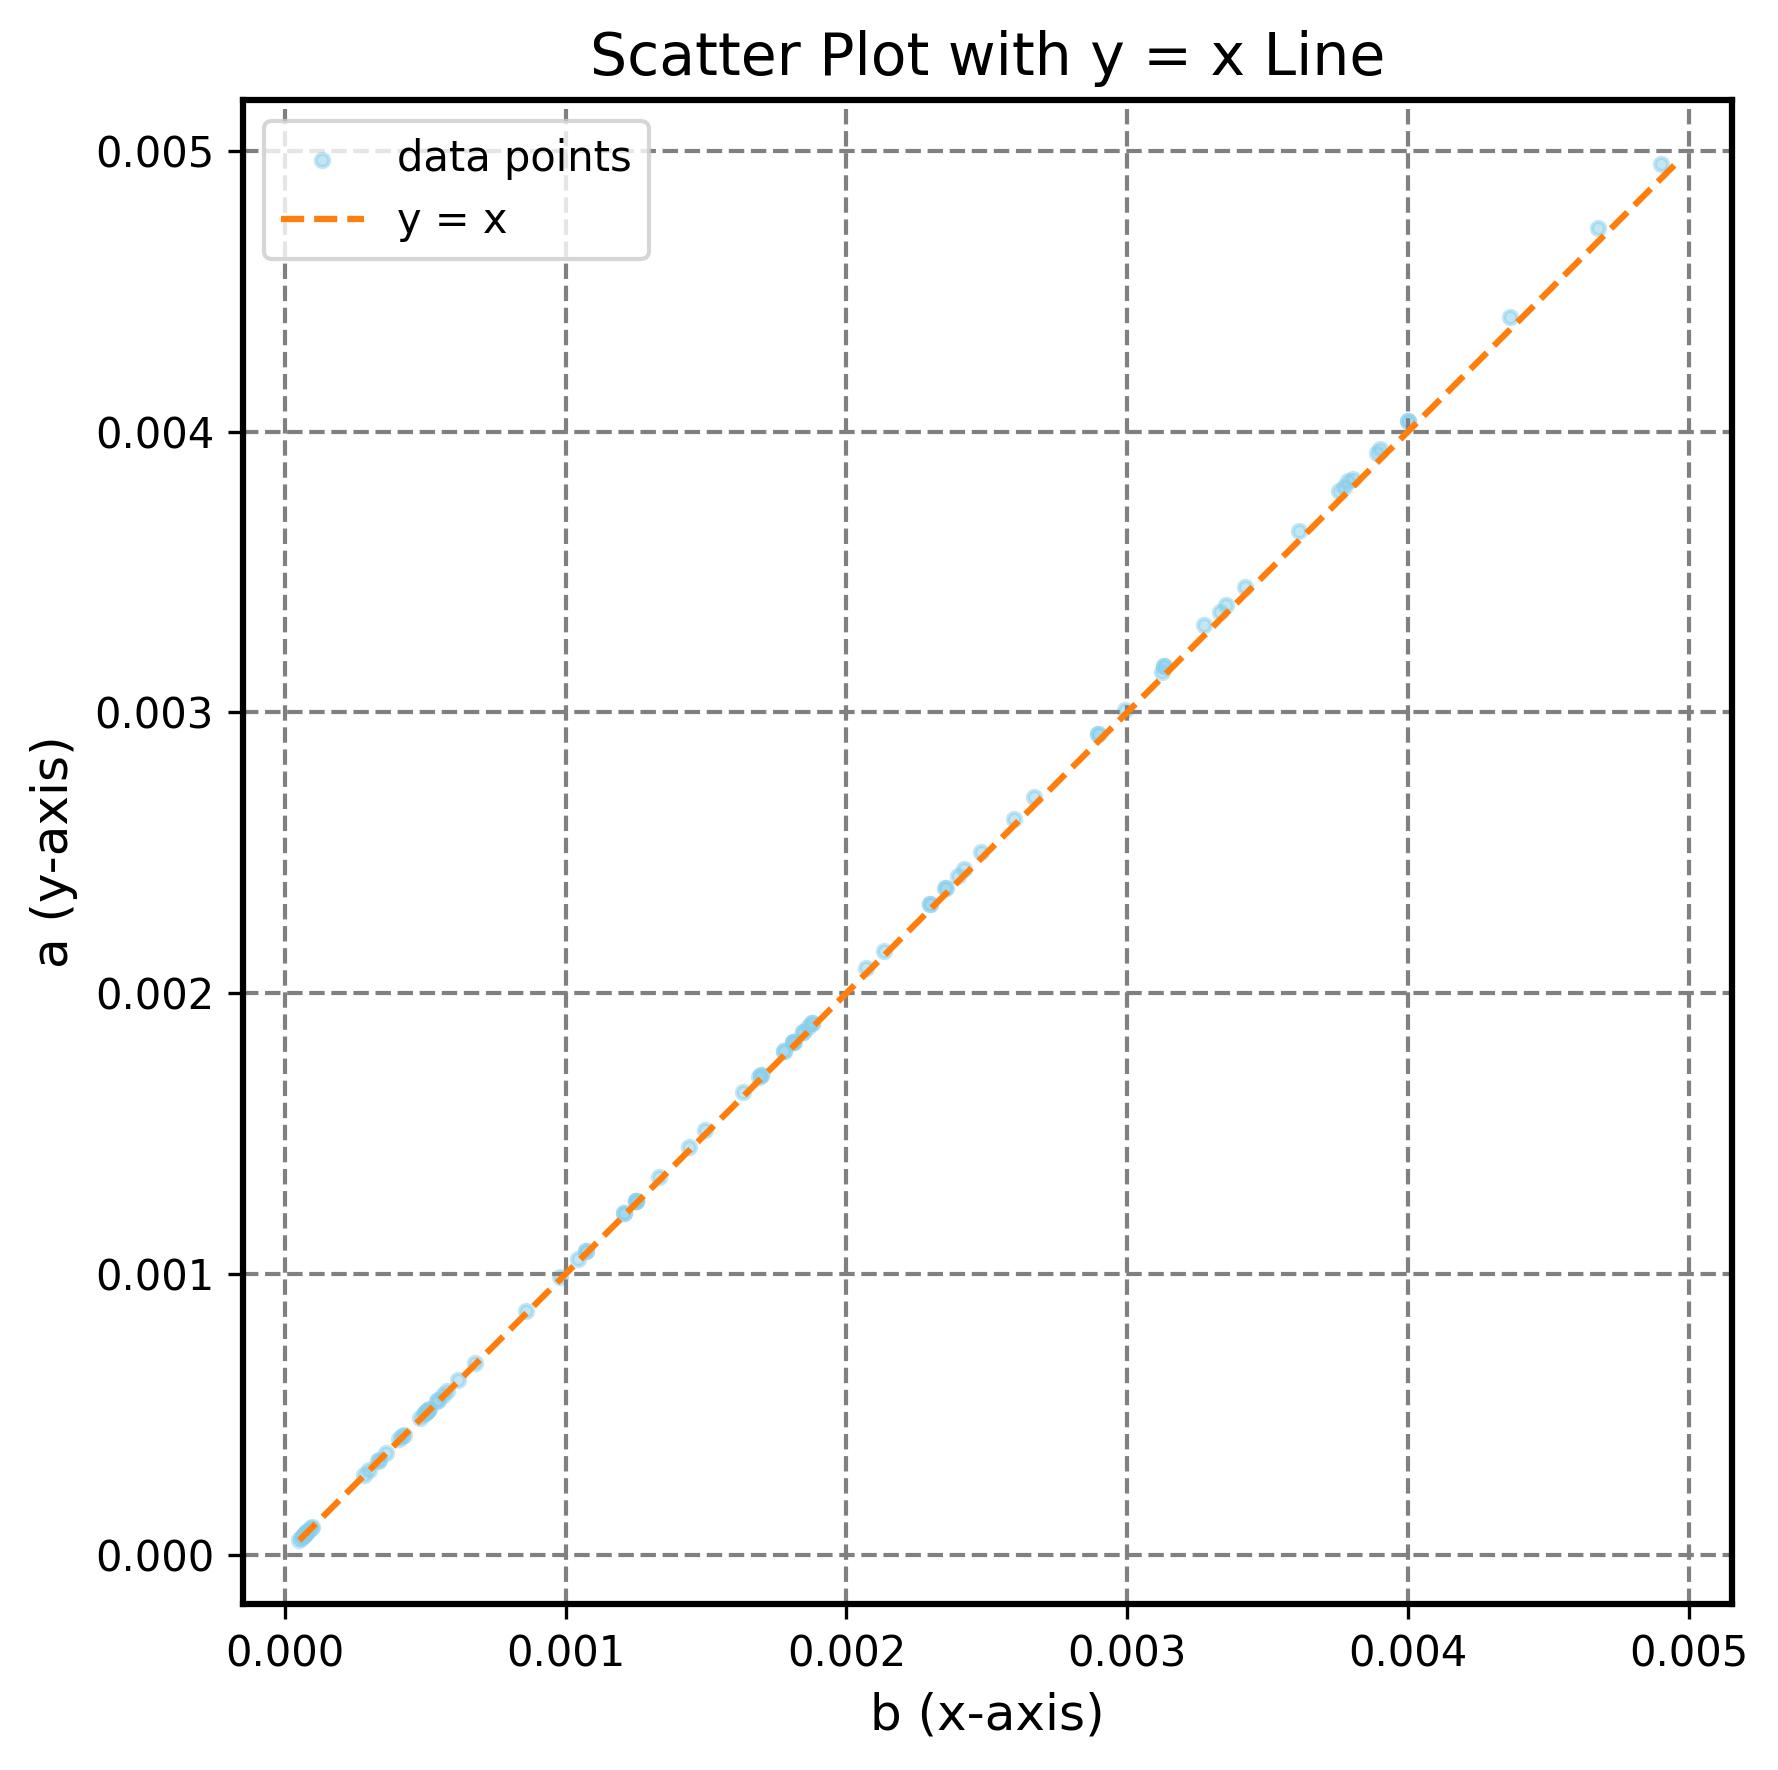 Scatter Plot with y = x Line
data points
y = x
0.005
0.004
0.003
0.002
0.001
0.000
a (y-axis)
0.000 0.001 0.002 0.003 0.004 0.005
b (x-axis)